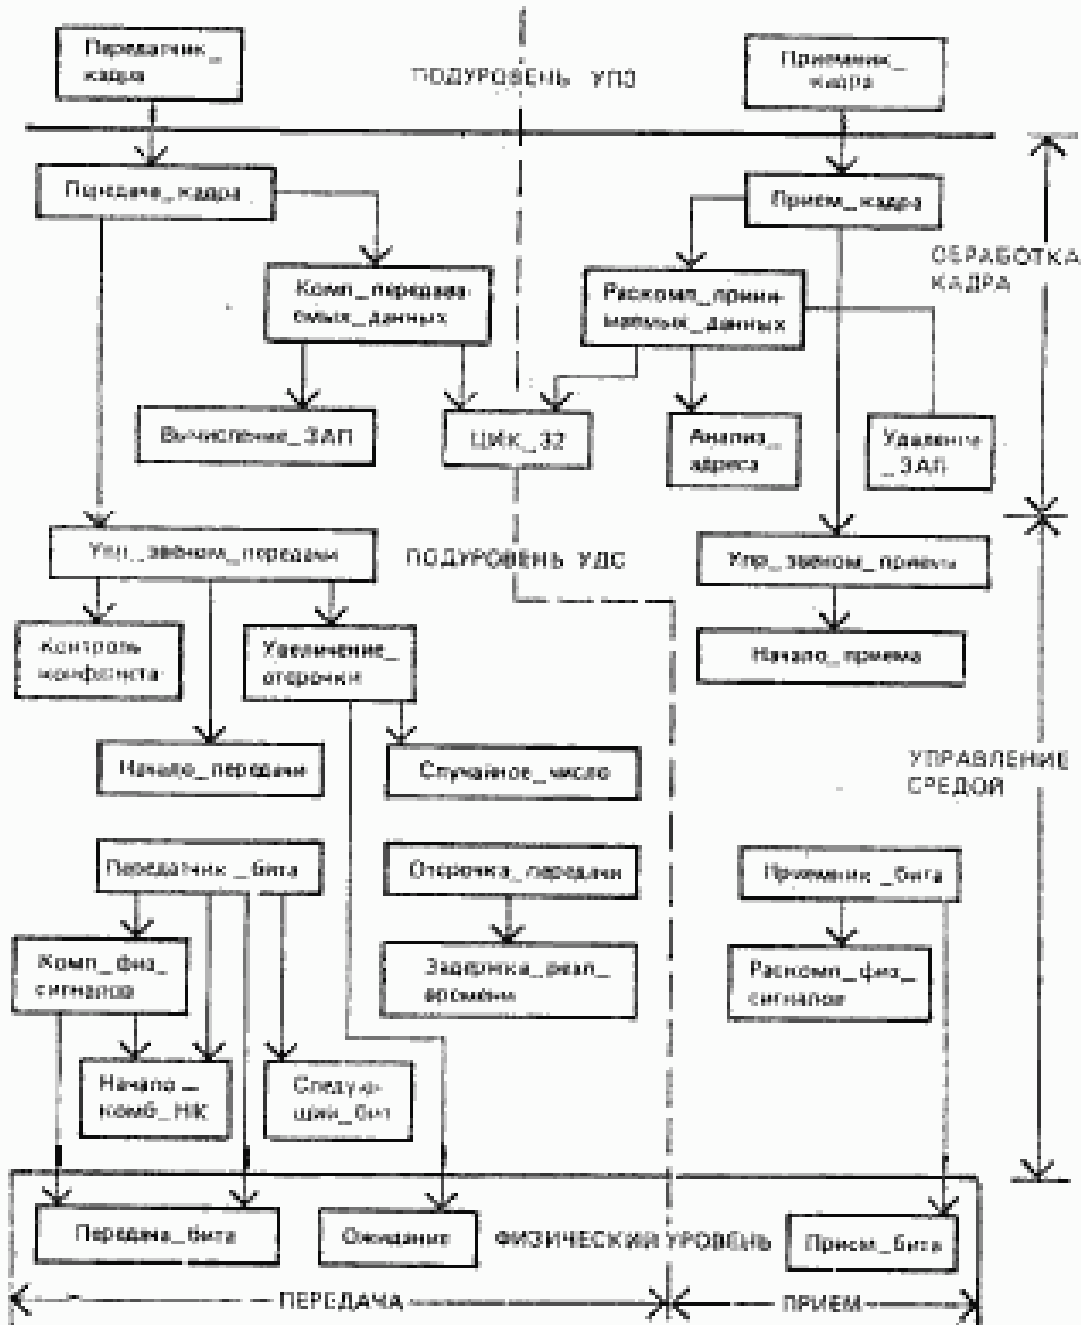 Передатчик_
кадра
ПОДУРОВЕНЬ УПЗ
Приемник_
кадра
Передача_кадра
Прием_кадра
ОБРАБОТКА
КАДРА
Комп_передава-
емых_данных
Раскомп_прини-
маемых_данных
Вычисление_ЗАП
ЦИК_32
Анализ_
адреса
Удаление
_ЗАП
Упр_звеном_передачи
ПОДУРОВЕНЬ УДС
Упр_звеном_приема
Контроль
конфликта
Увеличение_
отсрочки
Начало_приема
Начало_передачи
Случайное_число
УПРАВЛЕНИЕ
СРЕДОЙ
Передатчик_бита
Отсрочка_передачи
Приемник_бита
Комп_физ_
сигналов
Задержка_реал_
времени
Раскомп_физ_
сигналов
Начало_
комб_НК
Следую-
щий_бит
Передача_бита
Ожидание
ФИЗИЧЕСКИЙ УРОВЕНЬ
Прием_бита
ПЕРЕДАЧА
ПРИЕМ